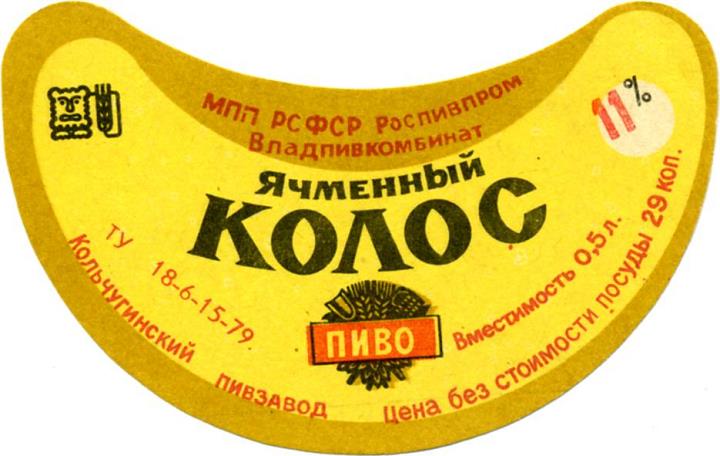 МПП РСФСР Роспивпром
Владпивкомбинат
11%
ЯЧМЕННЫЙ
КОЛОС
ТУ 18-6-15-79
Кольчугинский пивзавод
ПИВО
Вместимость 0,5 л.
Цена без стоимости посуды 29 коп.